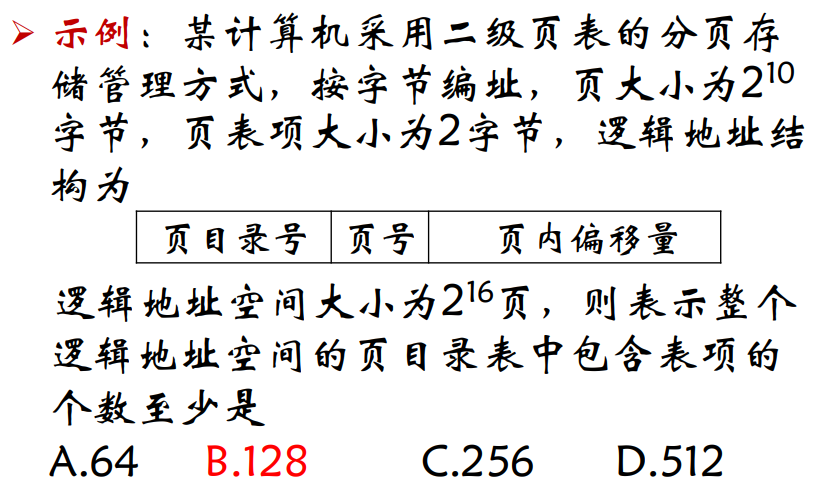 ➢ 示例：某计算机采用二级页表的分页存
储管理方式，按字节编址，页大小为2¹⁰
字节，页表项大小为2字节，逻辑地址结
构为
页目录号 页号 页内偏移量
逻辑地址空间大小为2¹⁶页，则表示整个
逻辑地址空间的页目录表中包含表项的
个数至少是
A.64 B.128 C.256 D.512